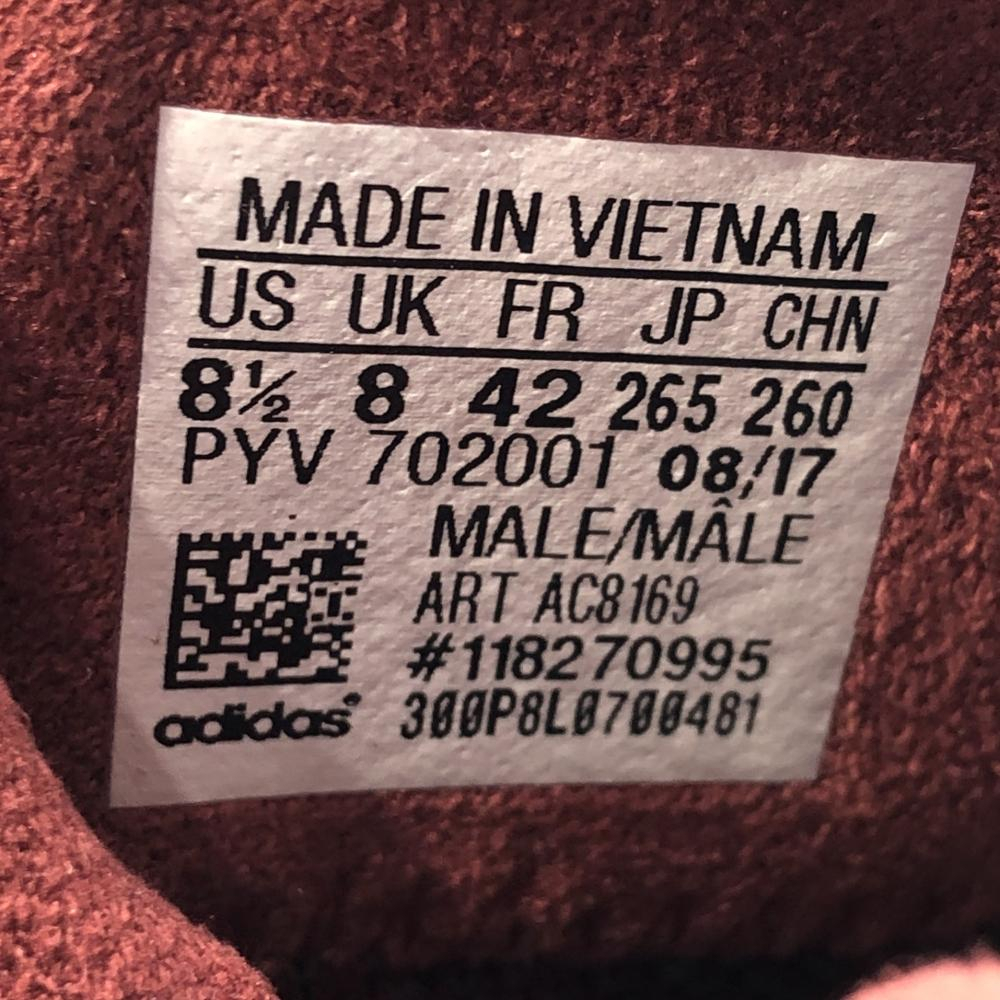 MADE IN VIETNAM
US UK FR JP CHN
8½ 8 42 265 260
PYV 702001 08/17
MALE/MÂLE
ART AC8169
#118270995
adidas® 300P8L0700481